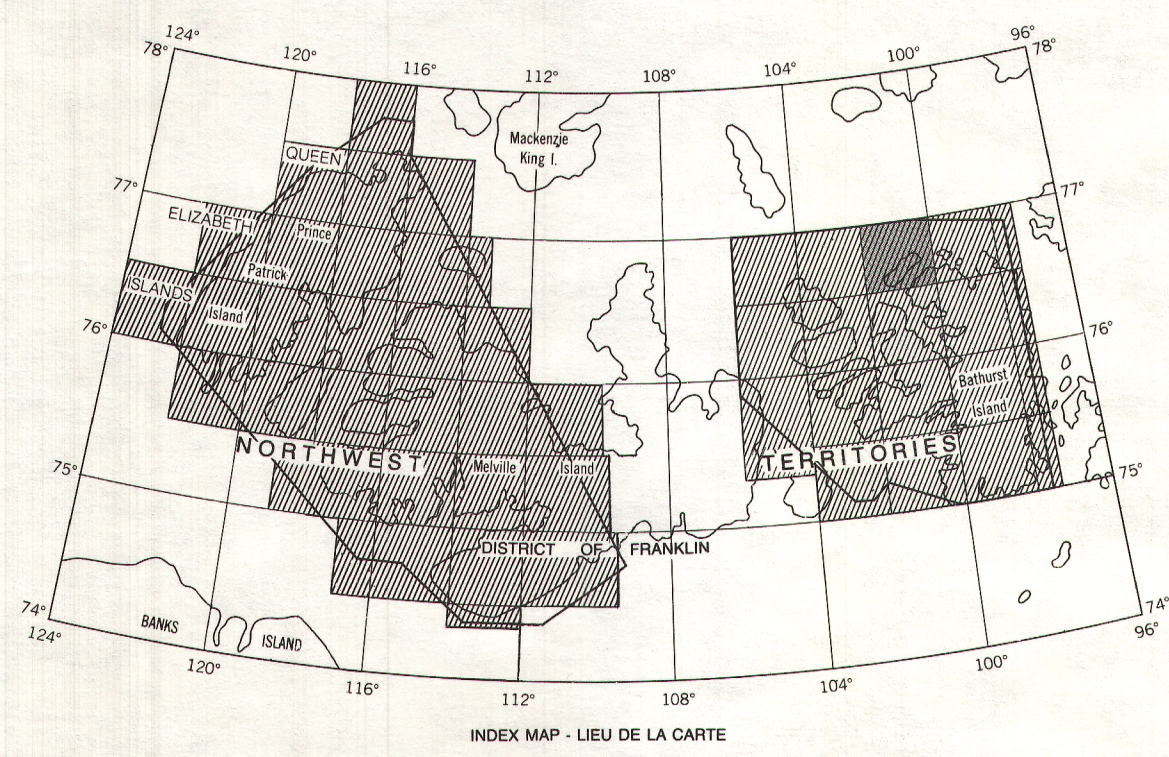 124°
78°
120°
116°
112°
108°
104°
100°
96°
78°
Mackenzie
King I.
QUEEN
77°
77°
ELIZABETH
Prince
Patrick
ISLANDS
Island
76°
76°
Bathurst
Island
NORTHWEST
TERRITORIES
Melville Island
75°
75°
DISTRICT OF FRANKLIN
74°
124°
BANKS ISLAND
74°
96°
120°
116°
112°
108°
104°
100°
INDEX MAP - LIEU DE LA CARTE